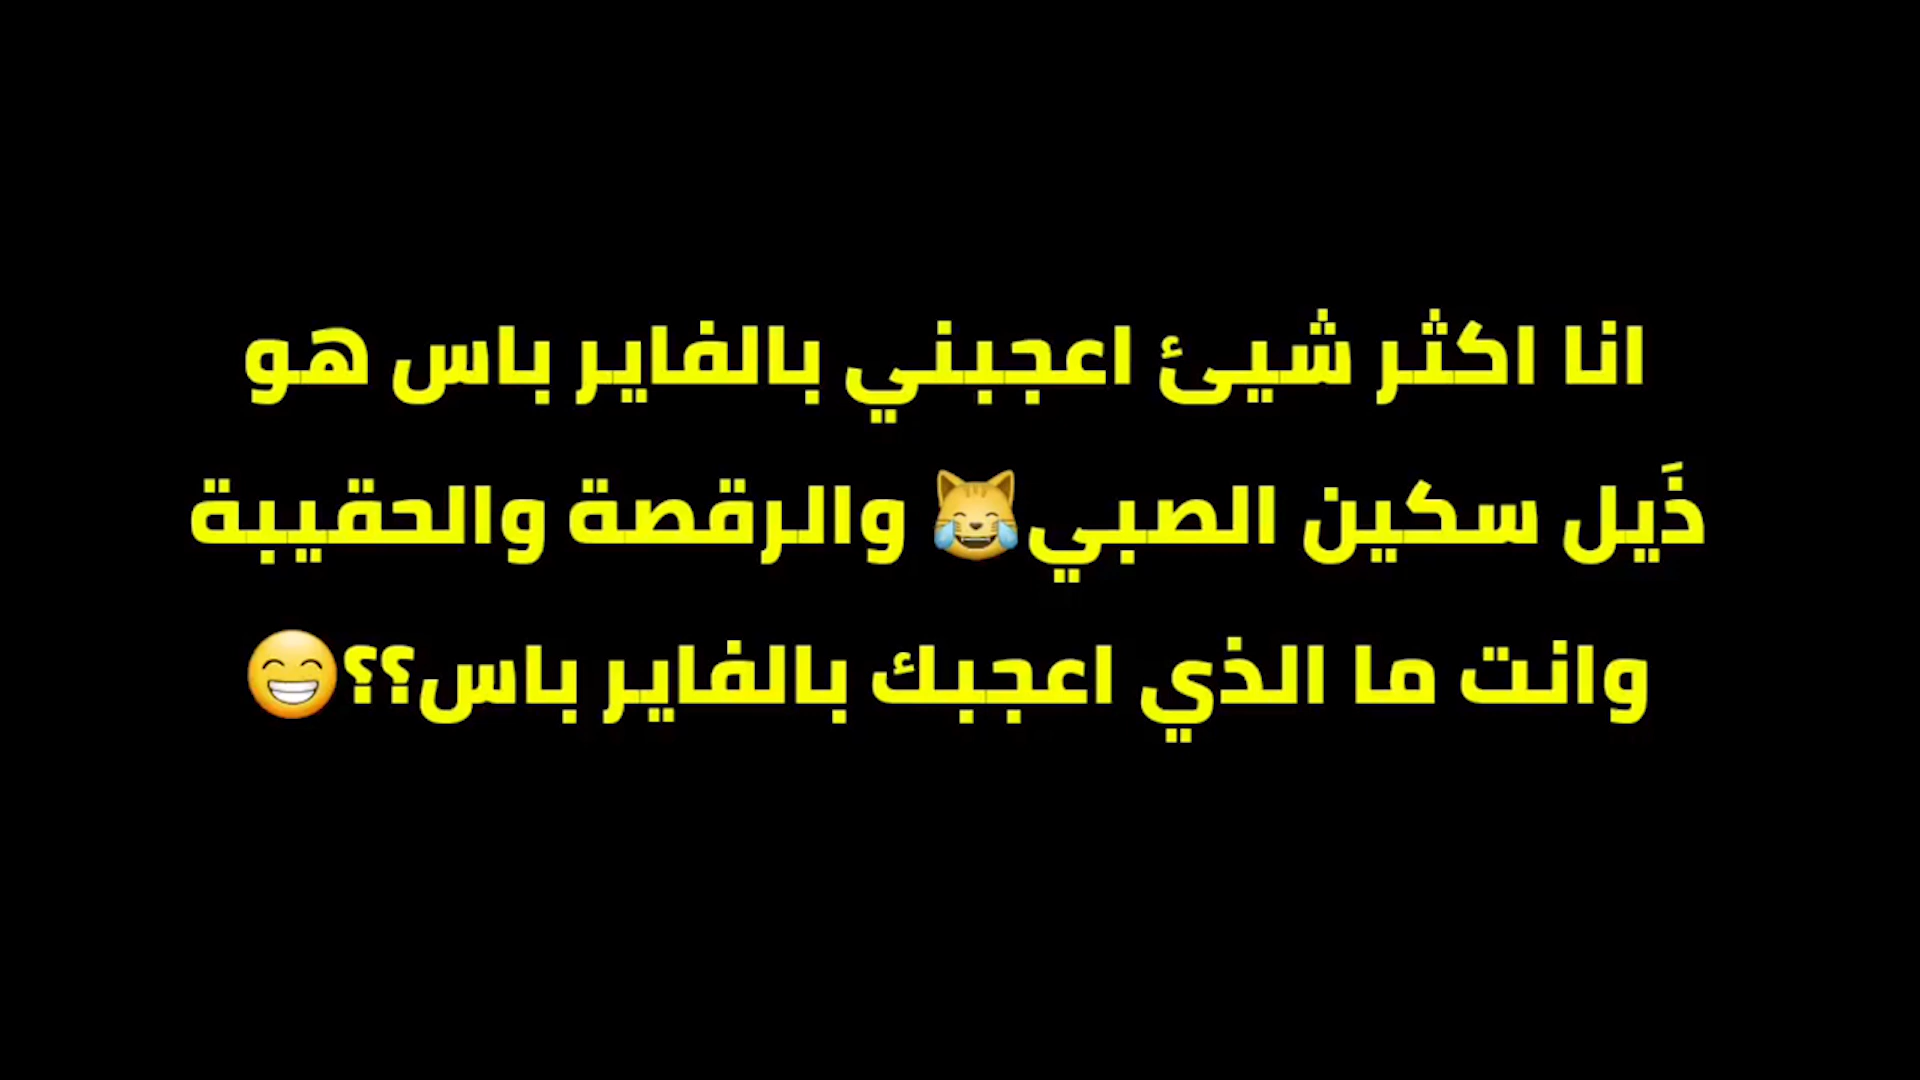 انا اكثر شيئ اعجبني بالفاير باس هو
ذَيل سكين الصبي😹 والرقصة والحقيبة
وانت ما الذي اعجبك بالفاير باس؟؟😁